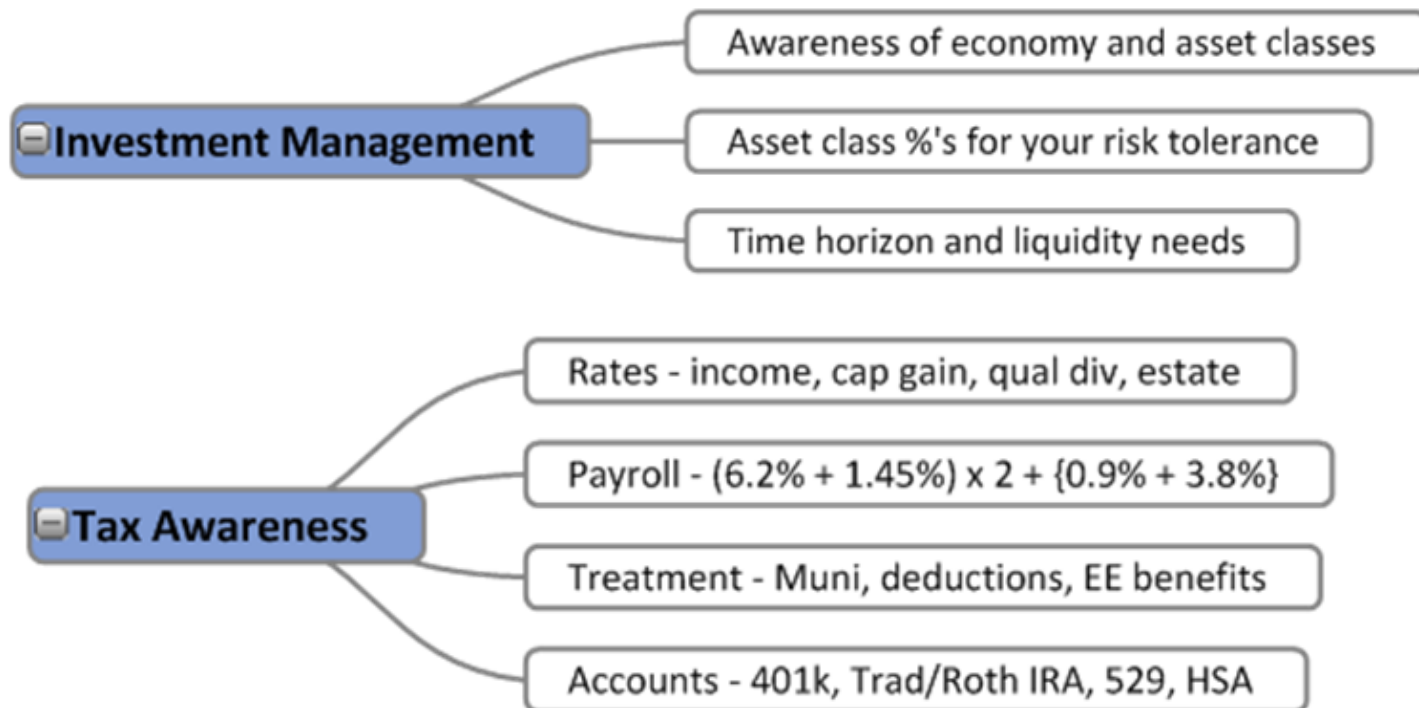 Investment Management
Awareness of economy and asset classes
Asset class %'s for your risk tolerance
Time horizon and liquidity needs
Tax Awareness
Rates - income, cap gain, qual div, estate
Payroll - (6.2% + 1.45%) x 2 + {0.9% + 3.8%}
Treatment - Muni, deductions, EE benefits
Accounts - 401k, Trad/Roth IRA, 529, HSA